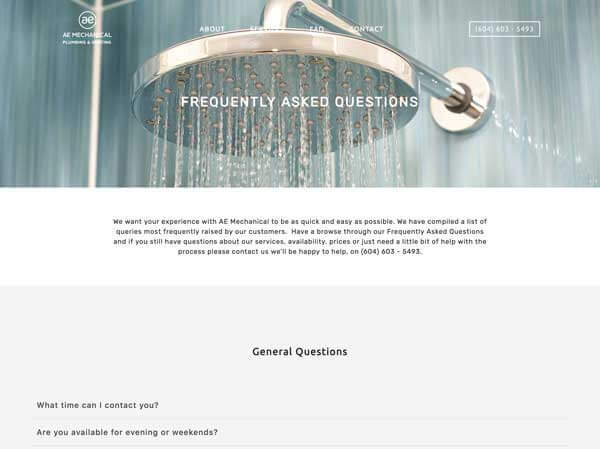 ae
AE MECHANICAL
PLUMBING & HEATING
ABOUT
SERVICES
FAQ
CONTACT
(604) 603 - 5493
FREQUENTLY ASKED QUESTIONS
We want your experience with AE Mechanical to be as quick and easy as possible. We have compiled a list of
queries most frequently raised by our customers.  Have a browse through our Frequently Asked Questions
and if you still have questions about our services, availability, prices or just need a little bit of help with the
process please contact us we'll be happy to help, on (604) 603 - 5493.
General Questions
What time can I contact you?
Are you available for evening or weekends?